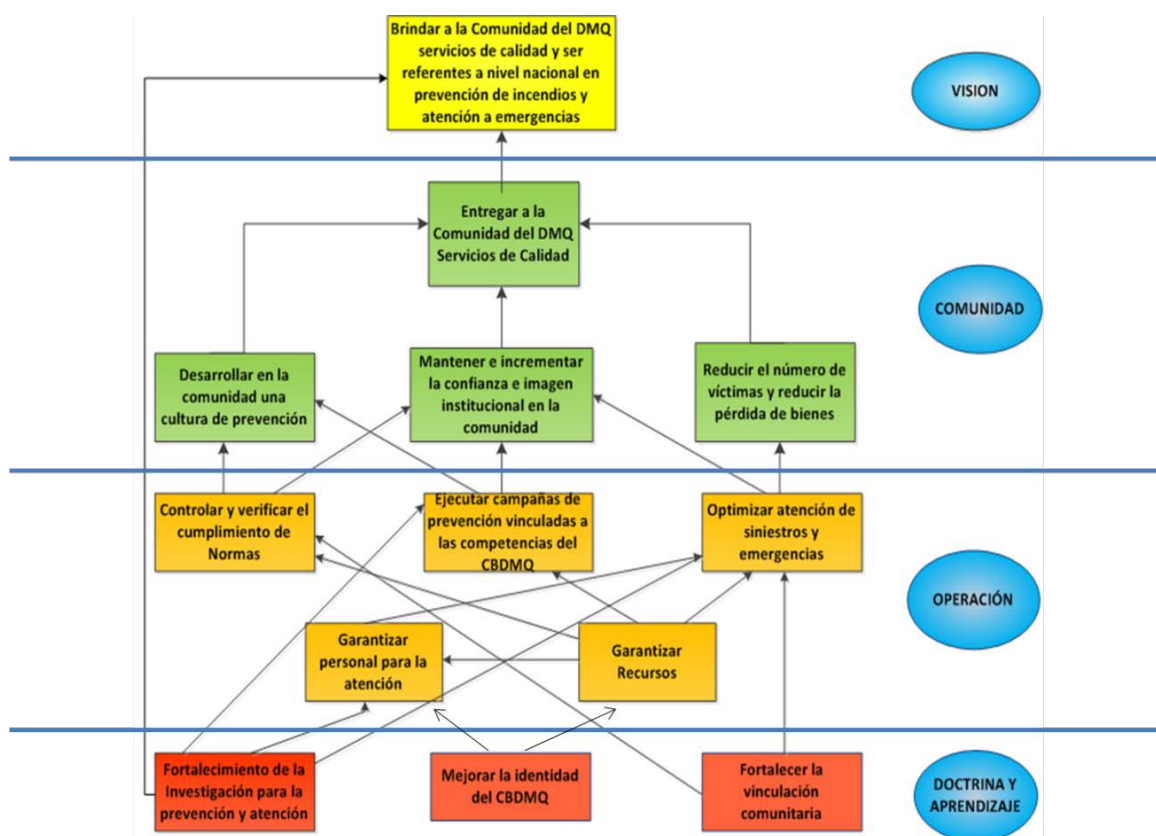 Brindar a la Comunidad del DMQ
servicios de calidad y ser
referentes a nivel nacional en
prevención de incendios y
atención a emergencias
VISION
Entregar a la
Comunidad del DMQ
Servicios de Calidad
COMUNIDAD
Desarrollar en la
comunidad una
cultura de prevención
Mantener e incrementar
la confianza e imagen
institucional en la
comunidad
Reducir el número de
víctimas y reducir la
pérdida de bienes
Controlar y verificar el
cumplimiento de
Normas
Ejecutar campañas de
prevención vinculadas a
las competencias del
CBDMQ
Optimizar atención de
siniestros y
emergencias
OPERACIÓN
Garantizar
personal para la
atención
Garantizar
Recursos
Fortalecimiento de la
Investigación para la
prevención y atención
Mejorar la identidad
del CBDMQ
Fortalecer la
vinculación
comunitaria
DOCTRINA Y
APRENDIZAJE